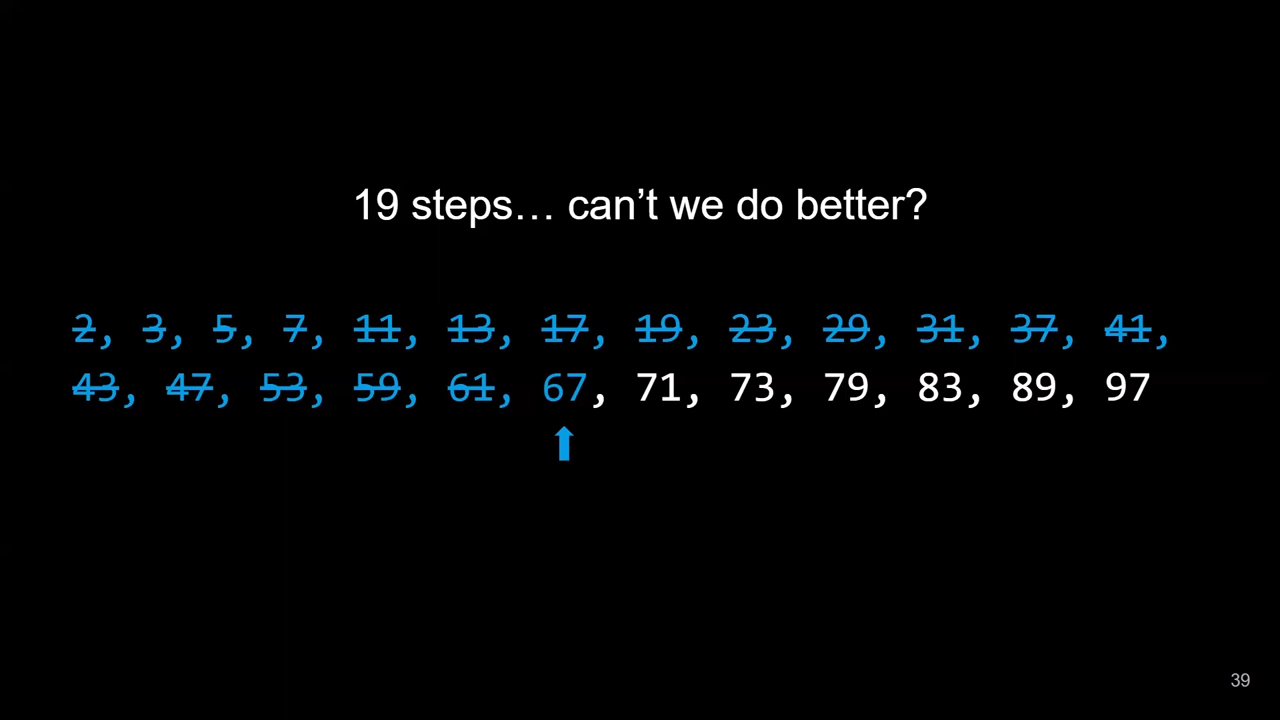 19 steps… can’t we do better?
2, 3, 5, 7, 11, 13, 17, 19, 23, 29, 31, 37, 41,
43, 47, 53, 59, 61, 67, 71, 73, 79, 83, 89, 97
39